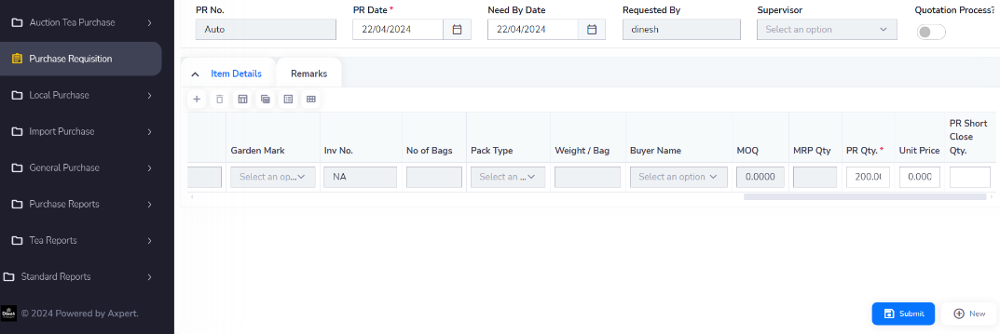 Auction Tea Purchase
Purchase Requisition
Local Purchase
Import Purchase
General Purchase
Purchase Reports
Tea Reports
Standard Reports
© 2024 Powered by Axpert.
PR No. PR Date * Need By Date Requested By Supervisor Quotation Process?
Auto 22/04/2024 22/04/2024 dinesh Select an option
Item Details Remarks
Garden Mark Inv No. No of Bags Pack Type Weight / Bag Buyer Name MOQ MRP Qty PR Qty. * Unit Price PR Short Close Qty.
Select an op... NA Select an ... Select an option 0.0000 200.0 0.000
Submit New